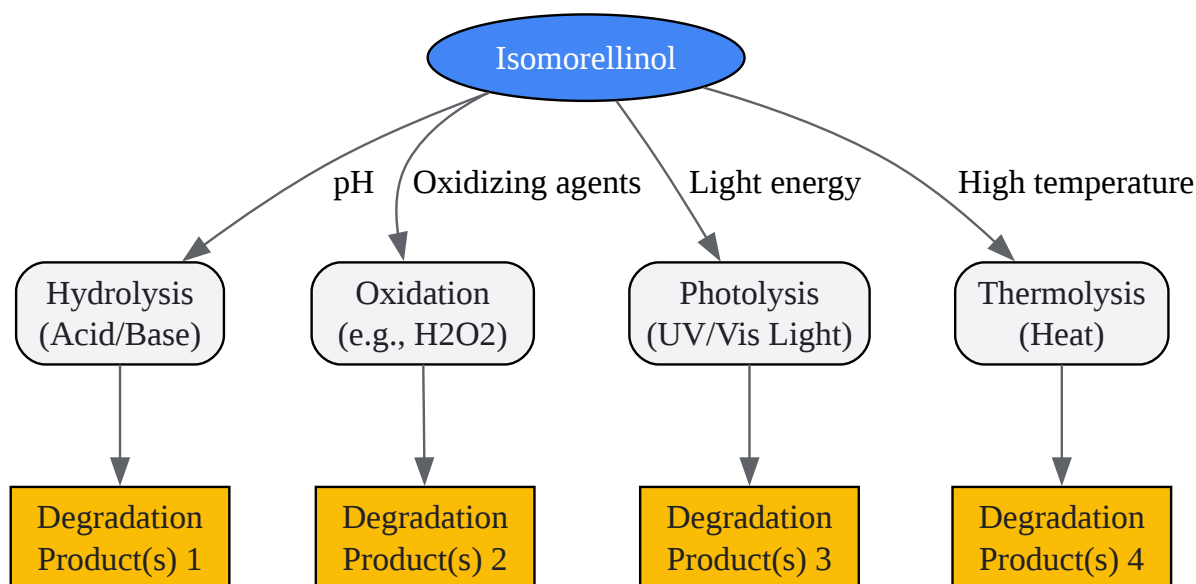 Isomorellinol
pH
Oxidizing agents
Light energy
High temperature
Hydrolysis
(Acid/Base)
Oxidation
(e.g., H2O2)
Photolysis
(UV/Vis Light)
Thermolysis
(Heat)
Degradation
Product(s) 1
Degradation
Product(s) 2
Degradation
Product(s) 3
Degradation
Product(s) 4